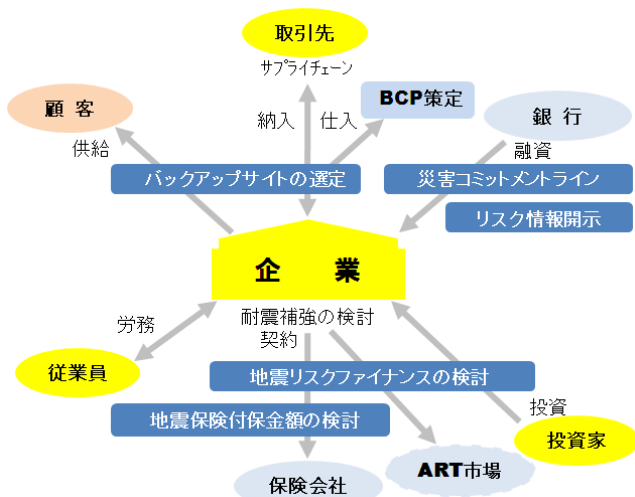 取引先
サプライチェーン
BCP策定
顧 客
銀 行
納入
仕入
供給
融資
バックアップサイトの選定
災害コミットメントライン
リスク情報開示
企 業
耐震補強の検討
労務
契約
従業員
地震リスクファイナンスの検討
投資
地震保険付保金額の検討
投資家
ART市場
保険会社